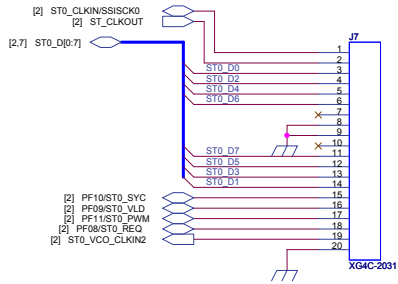 [2] ST0_CLKIN/SSISCK0
[2] ST_CLKOUT
[2,7] ST0_D[0:7]
J7
1
2
ST0_D0 3
ST0_D2 4
ST0_D4 5
ST0_D6 6
7
8
9
10
ST0_D7 11
ST0_D5 12
ST0_D3 13
ST0_D1 14
[2] PF10/ST0_SYC 15
[2] PF09/ST0_VLD 16
[2] PF11/ST0_PWM 17
[2] PF08/ST0_REQ 18
[2] ST0_VCO_CLKIN2 19
20
XG4C-2031